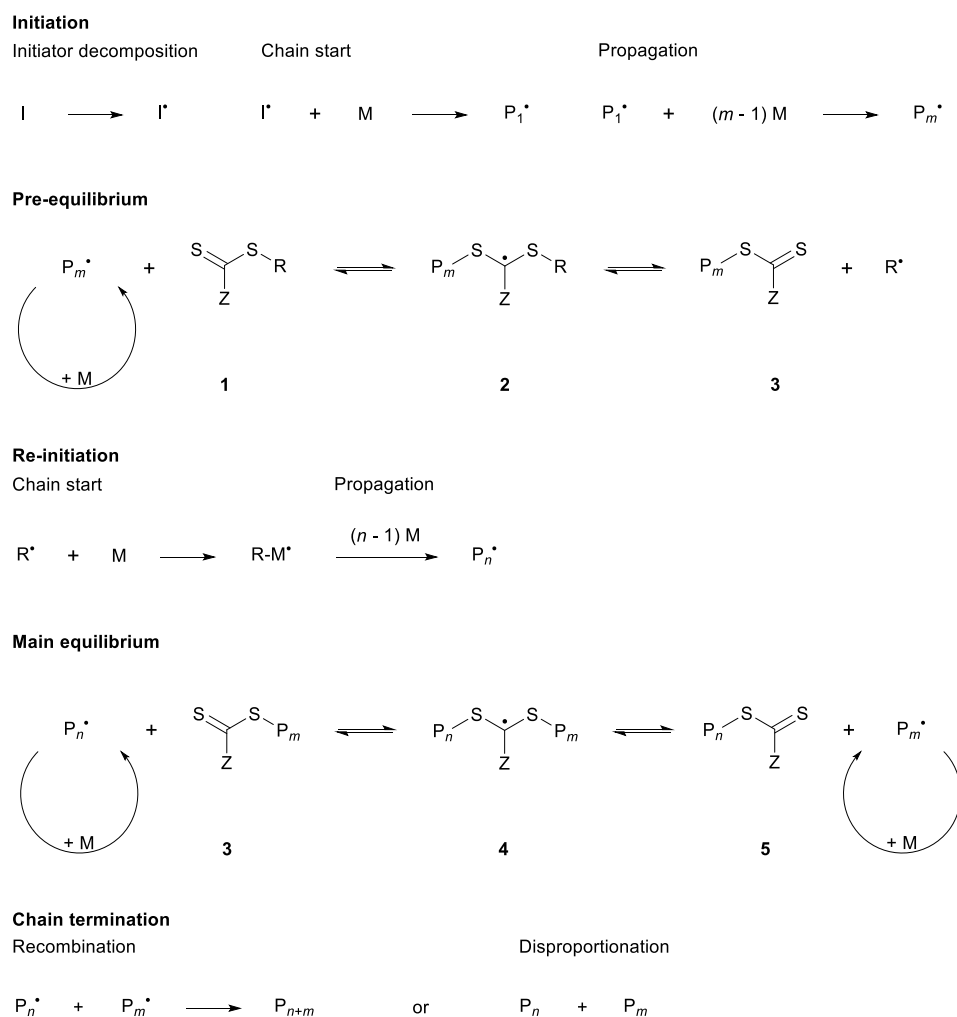 Initiation
Initiator decomposition Chain start Propagation
I I• I• + M P1• P1• + (m - 1) M Pm•
Pre-equilibrium
Pm• + S S R Z Pm S • S R Z Pm S S Z + R•
+ M
1 2 3
Re-initiation
Chain start Propagation
R• + M R-M• (n - 1) M Pn•
Main equilibrium
Pn• + S S Pm Z Pn S • S Pm Z Pn S S Z + Pm•
+ M + M
3 4 5
Chain termination
Recombination Disproportionation
Pn• + Pm• Pn+m or Pn + Pm